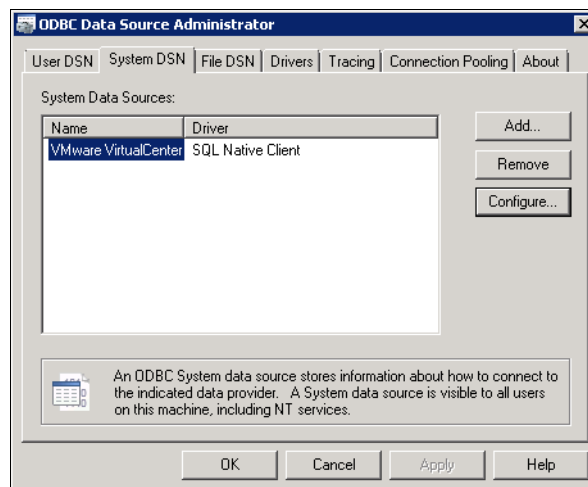 ODBC Data Source Administrator
User DSN System DSN File DSN Drivers Tracing Connection Pooling About
System Data Sources:
Name Driver
VMware VirtualCenter SQL Native Client
Add...
Remove
Configure...
An ODBC System data source stores information about how to connect to
the indicated data provider. A System data source is visible to all users
on this machine, including NT services.
OK Cancel Apply Help